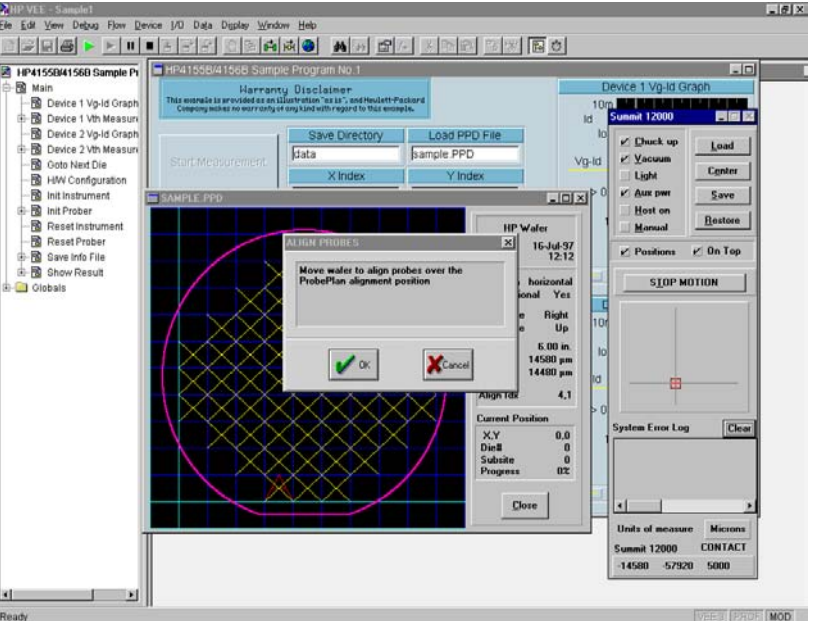 HP VEE - Sample1
File Edit View Debug Flow Device I/O Data Display Window Help
HP4155B/4156B Sample Pr
Main
Device 1 Vg-Id Graph
Device 1 Vth Measure
Device 2 Vg-Id Graph
Device 2 Vth Measure
Goto Next Die
H/W Configuration
Init Instrument
Init Prober
Reset Instrument
Reset Prober
Save Info File
Show Result
Globals
HP4155B/4156B Sample Program No.1
Warranty Disclaimer
This example is provided as an illustration "as is", and Hewlett-Packard
Company makes no warranty of any kind with regard to this example.
Start Measurement
Save Directory
Load PPD File
data
sample.PPD
X Index
Y Index
Device 1 Vg-Id Graph
10m
Id
Vg-Id
SAMPLE.PPD
HP Wafer
16-Jul-97
12:12
horizontal
ional Yes
Right
Up
6.00 in.
14580 µm
14480 µm
Align Idx 4,1
Current Position
X,Y 0,0
Die# 0
Subsite 0
Progress 0%
Close
ALIGN PROBES
Move wafer to align probes over the
ProbePlan alignment position
OK
Cancel
Summit 12000
Chuck up
Vacuum
Light
Aux pwr
Host on
Manual
Load
Center
Save
Restore
Positions
On Top
STOP MOTION
System Error Log
Clear
Units of measure Microns
Summit 12000 CONTACT
-14580 -57920 5000
Ready
PROF
MOD